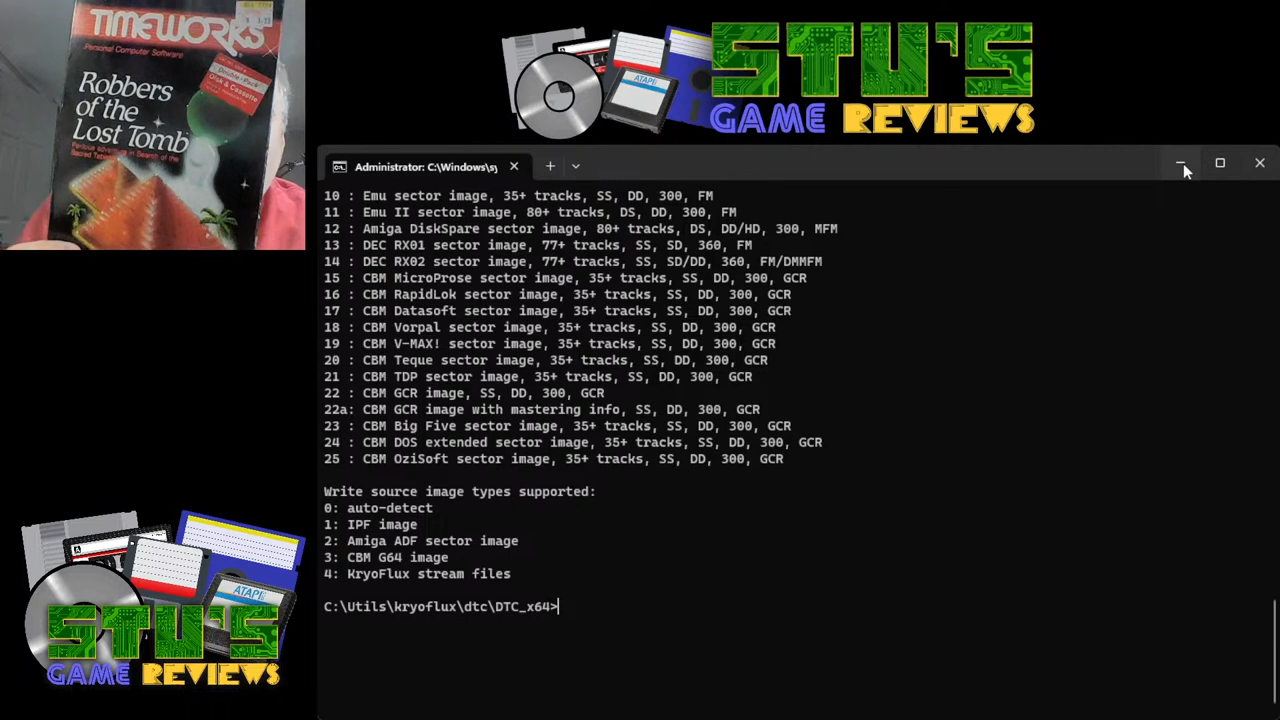 TIMEWORKS
Personal Computer Software
Robbers
of the
Lost Tomb
Double-Pack
Disk & Cassette
STU'S
GAME REVIEWS
ATAPI
Administrator: C:\Windows\sy
10 : Emu sector image, 35+ tracks, SS, DD, 300, FM
11 : Emu II sector image, 80+ tracks, DS, DD, 300, FM
12 : Amiga DiskSpare sector image, 80+ tracks, DS, DD/HD, 300, MFM
13 : DEC RX01 sector image, 77+ tracks, SS, SD, 360, FM
14 : DEC RX02 sector image, 77+ tracks, SS, SD/DD, 360, FM/DMMFM
15 : CBM MicroProse sector image, 35+ tracks, SS, DD, 300, GCR
16 : CBM RapidLok sector image, 35+ tracks, SS, DD, 300, GCR
17 : CBM Datasoft sector image, 35+ tracks, SS, DD, 300, GCR
18 : CBM Vorpal sector image, 35+ tracks, SS, DD, 300, GCR
19 : CBM V-MAX! sector image, 35+ tracks, SS, DD, 300, GCR
20 : CBM Teque sector image, 35+ tracks, SS, DD, 300, GCR
21 : CBM TDP sector image, 35+ tracks, SS, DD, 300, GCR
22 : CBM GCR image, SS, DD, 300, GCR
22a: CBM GCR image with mastering info, SS, DD, 300, GCR
23 : CBM Big Five sector image, 35+ tracks, SS, DD, 300, GCR
24 : CBM DOS extended sector image, 35+ tracks, SS, DD, 300, GCR
25 : CBM OziSoft sector image, 35+ tracks, SS, DD, 300, GCR
Write source image types supported:
0: auto-detect
1: IPF image
2: Amiga ADF sector image
3: CBM G64 image
4: KryoFlux stream files
C:\Utils\kryoflux\dtc\DTC_x64>
A
ATAPI
STU'S
GAME REVIEWS